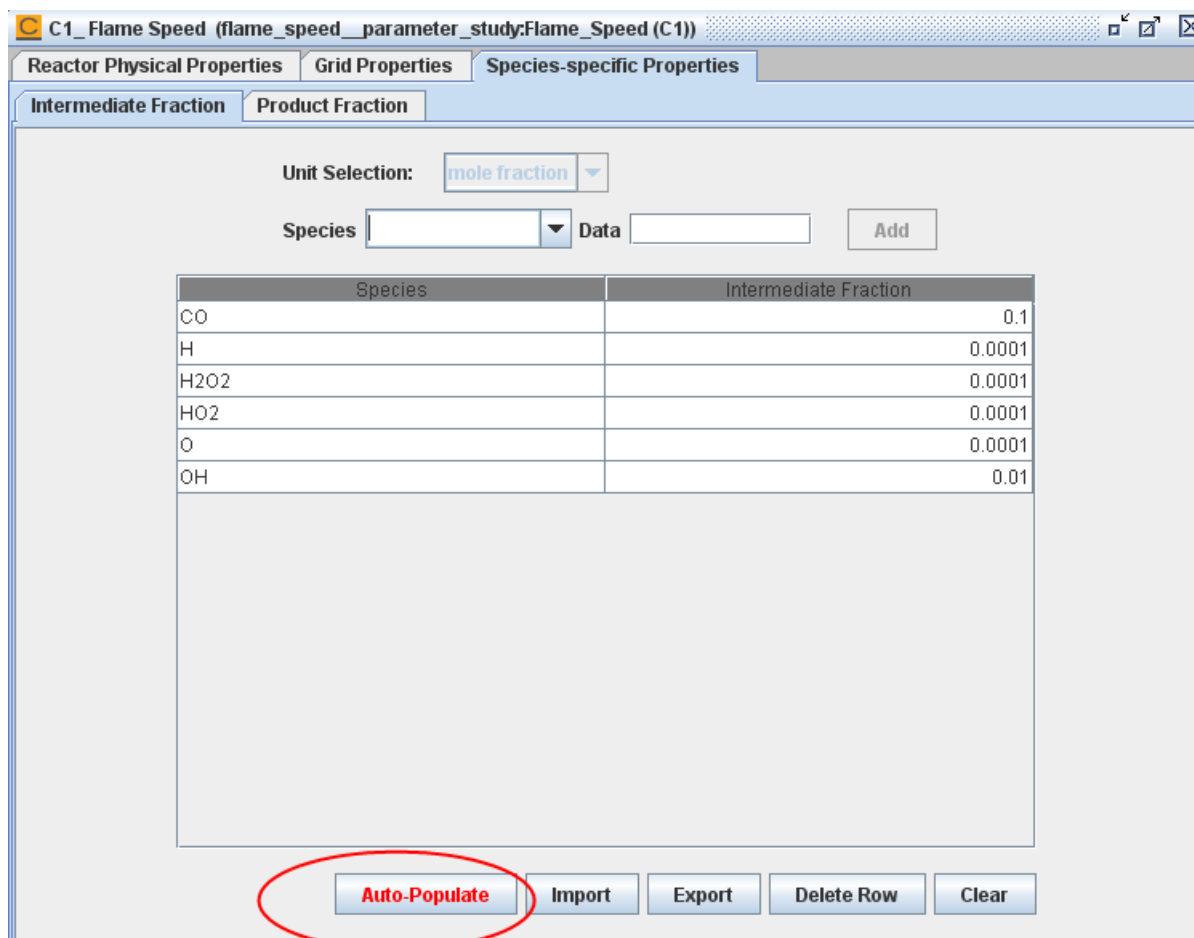 C C1_ Flame Speed (flame_speed__parameter_study:Flame_Speed (C1))
Reactor Physical Properties Grid Properties Species-specific Properties
Intermediate Fraction Product Fraction
Unit Selection: mole fraction
Species Data Add
Species Intermediate Fraction
CO 0.1
H 0.0001
H2O2 0.0001
HO2 0.0001
O 0.0001
OH 0.01
Auto-Populate Import Export Delete Row Clear